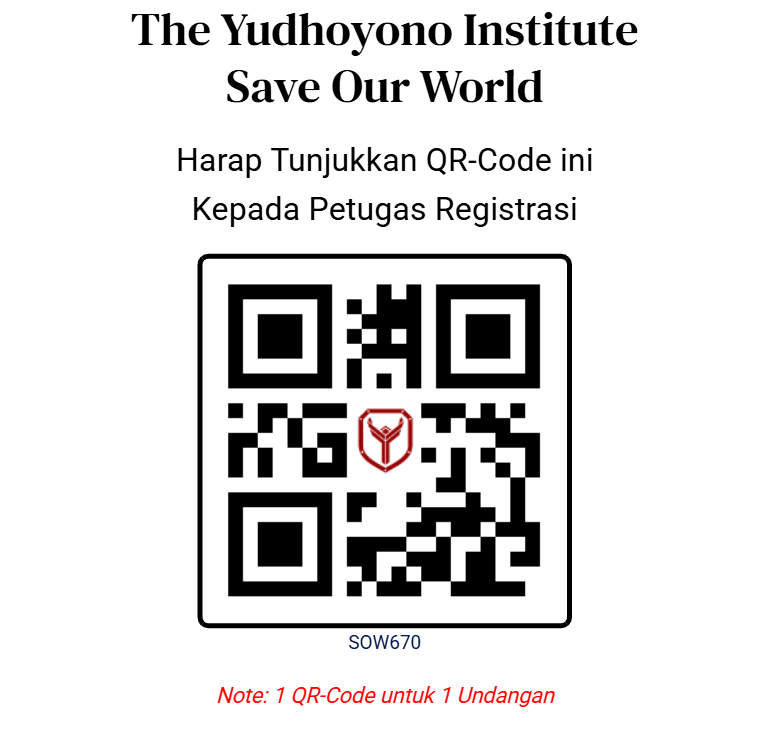 The Yudhoyono Institute
Save Our World
Harap Tunjukkan QR-Code ini
Kepada Petugas Registrasi
SOW670
Note: 1 QR-Code untuk 1 Undangan